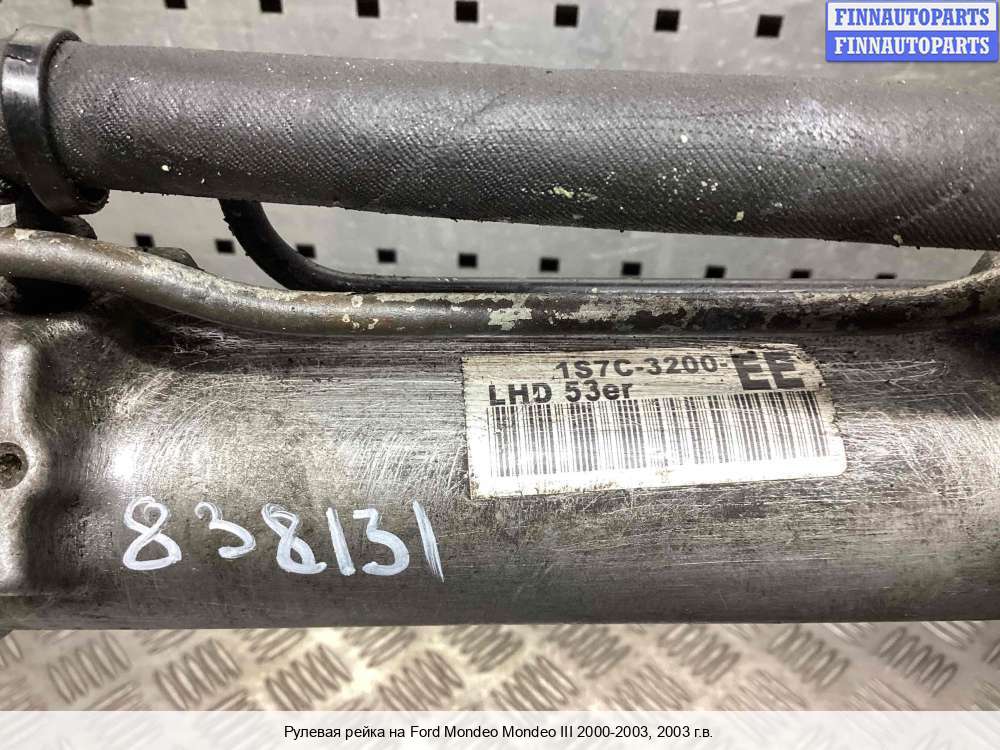 FINNAUTOPARTS
FINNAUTOPARTS
1S7C-3200-EE
LHD 53er
838131
Рулевая рейка на Ford Mondeo Mondeo III 2000-2003, 2003 г.в.